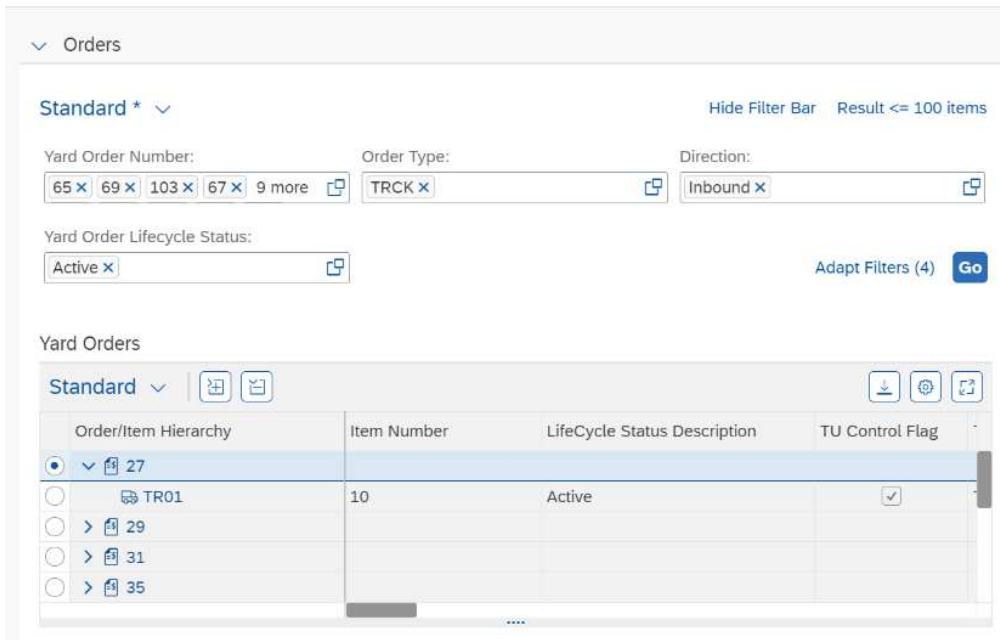 Orders
Standard *
Hide Filter Bar Result <= 100 items
Yard Order Number: Order Type: Direction:
65 69 103 67 9 more TRCK Inbound
Yard Order Lifecycle Status:
Active
Adapt Filters (4) Go
Yard Orders
Standard
Order/Item Hierarchy Item Number LifeCycle Status Description TU Control Flag
27
TR01 10 Active
29
31
35